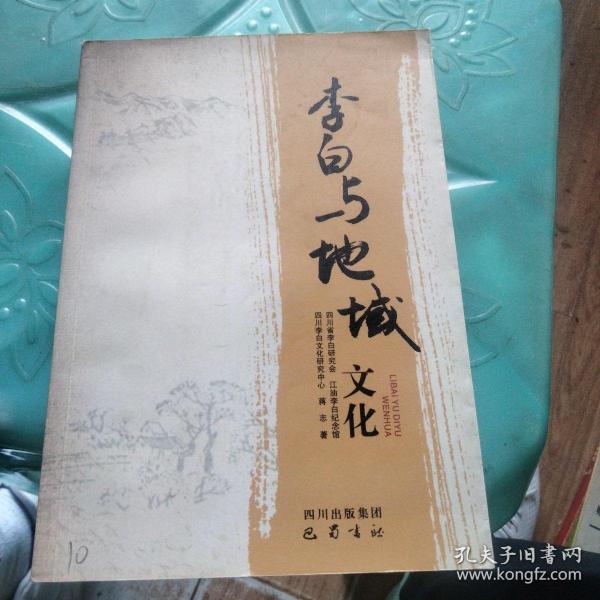 李白与地域
文化
LIBAI YU DIYU
WENHUA
四川省李白研究会 江油李白纪念馆
四川李白文化研究中心 蒋志 著
四川出版集团
巴蜀书社
10
孔夫子旧书网
www.kongfz.com